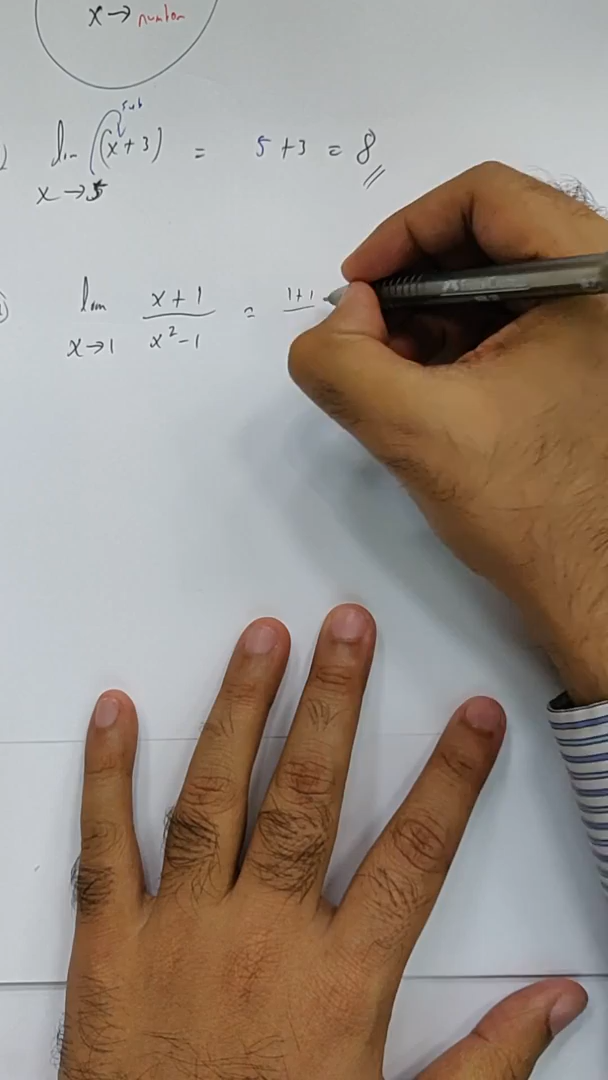 x → number
sub
lim (x + 3) = 5 + 3 = 8
x → 5
lim x + 1 / x² - 1 = 1 + 1
x → 1